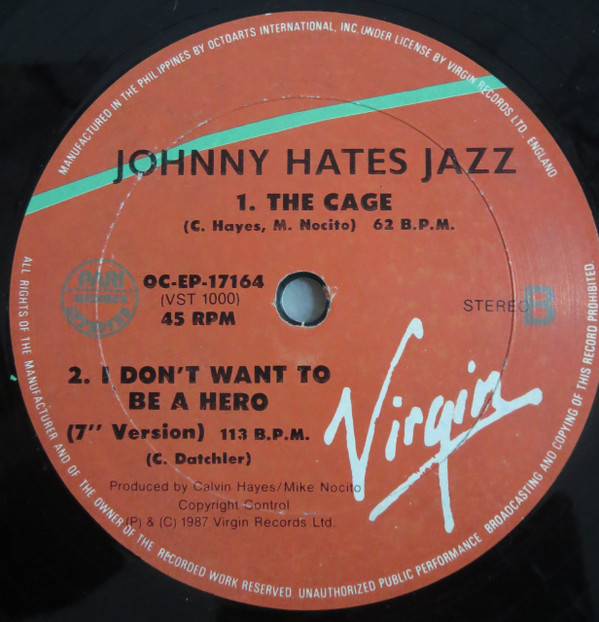 MANUFACTURED IN THE PHILIPPINES BY OCTOARTS INTERNATIONAL, INC. UNDER LICENSE BY VIRGIN RECORDS LTD. ENGLAND
JOHNNY HATES JAZZ
1. THE CAGE
(C. Hayes, M. Nocito) 62 B.P.M.
PARI
MEMBER
OC-EP-17164
(VST 1000)
45 RPM
STEREO B
2. I DON'T WANT TO
BE A HERO
(7'' Version) 113 B.P.M.
(C. Datchler)
Virgin
Produced by Calvin Hayes/Mike Nocito
Copyright Control
(P) & (C) 1987 Virgin Records Ltd.
ALL RIGHTS OF THE MANUFACTURER AND OF THE OWNER OF THE RECORDED WORK RESERVED. UNAUTHORIZED PUBLIC PERFORMANCE BROADCASTING AND COPYING OF THIS RECORD PROHIBITED.